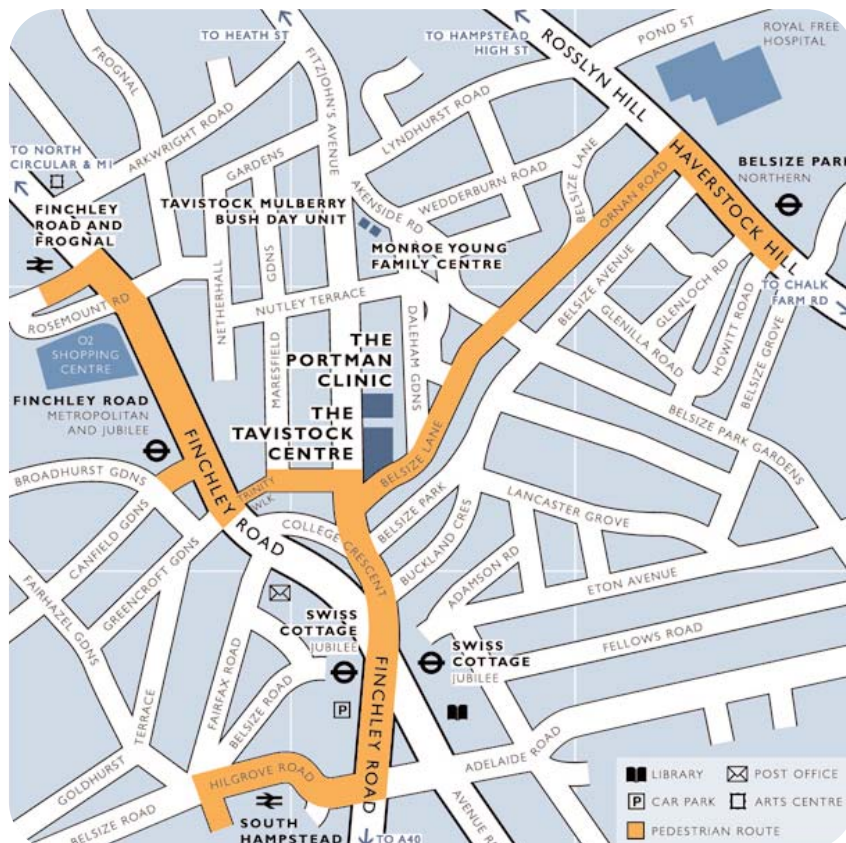 TO HEATH ST
TO HAMPSTEAD
HIGH ST
ROSSLYN HILL
POND ST
ROYAL FREE
HOSPITAL
FROGNAL
FITZJOHN'S AVENUE
ARKWRIGHT ROAD
LYNDHURST ROAD
TO NORTH
CIRCULAR & M1
GARDENS
WEDDERBURN ROAD
BELSIZE LANE
HAVERSTOCK HILL
BELSIZE PARK
NORTHERN
FINCHLEY
ROAD AND
FROGNAL
TAVISTOCK MULBERRY
BUSH DAY UNIT
AKENSIDE RD
ORNAN ROAD
MONROE YOUNG
FAMILY CENTRE
TO CHALK
FARM RD
ROSEMOUNT RD
NETHERHALL
MARESFIELD GDNS
NUTLEY TERRACE
DALEHAM GDNS
BELSIZE AVENUE
GLENLOCH RD
GLENILLA ROAD
HOWITT ROAD
BELSIZE GROVE
O2
SHOPPING
CENTRE
THE
PORTMAN
CLINIC
FINCHLEY ROAD
METROPOLITAN
AND JUBILEE
THE
TAVISTOCK
CENTRE
BELSIZE LANE
BELSIZE PARK GARDENS
FINCHLEY ROAD
BROADHURST GDNS
TRINITY
WLK
COLLEGE CRESCENT
BELSIZE PARK
LANCASTER GROVE
CANFIELD GDNS
GREENCROFT GDNS
BUCKLAND CRES
ADAMSON RD
ETON AVENUE
FAIRHAZEL GDNS
SWISS
COTTAGE
JUBILEE
SWISS
COTTAGE
JUBILEE
FELLOWS ROAD
FAIRFAX ROAD
BELSIZE ROAD
FINCHLEY ROAD
P
GOLDHURST TERRACE
HILGROVE ROAD
ADELAIDE ROAD
BELSIZE ROAD
SOUTH
HAMPSTEAD
TO A40
AVENUE RD
LIBRARY
POST OFFICE
P CAR PARK
ARTS CENTRE
PEDESTRIAN ROUTE